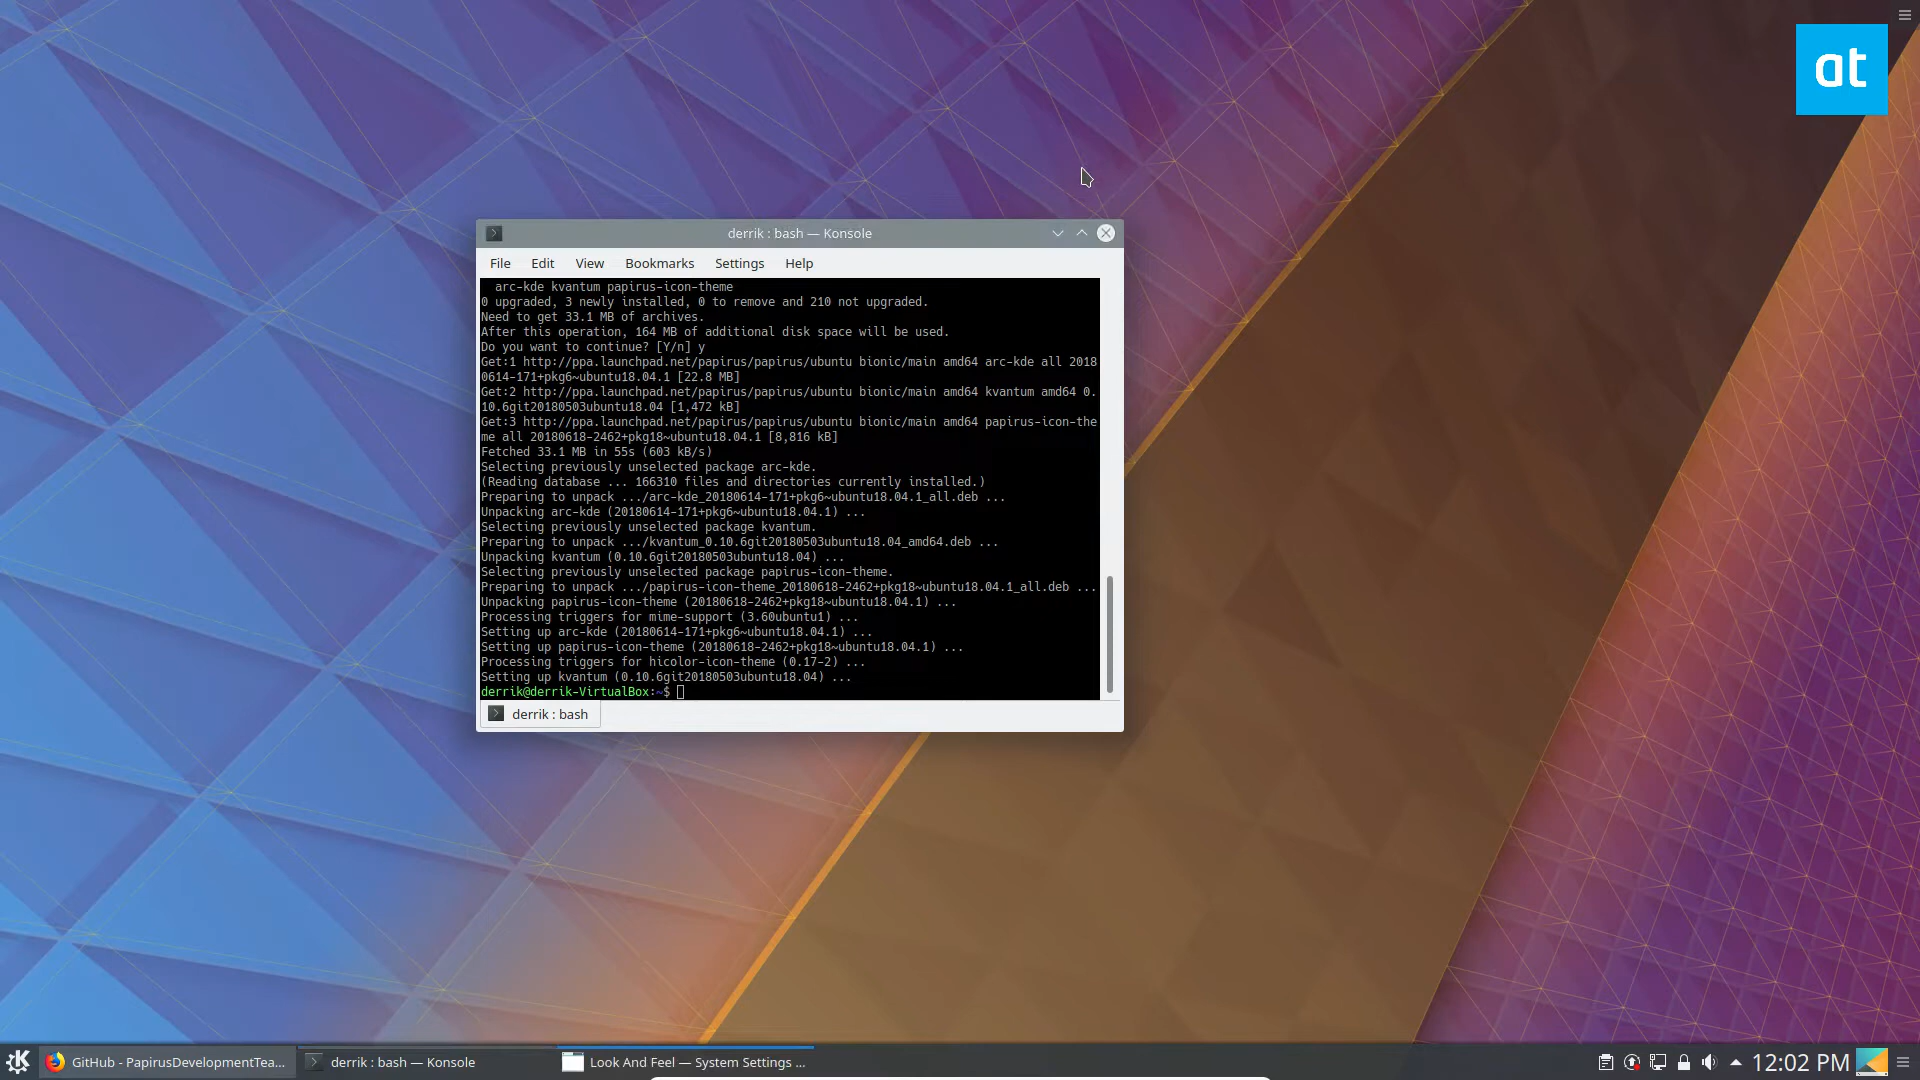 at
derrik : bash — Konsole
File Edit View Bookmarks Settings Help
arc-kde kvantum papirus-icon-theme
0 upgraded, 3 newly installed, 0 to remove and 210 not upgraded.
Need to get 33.1 MB of archives.
After this operation, 164 MB of additional disk space will be used.
Do you want to continue? [Y/n] y
Get:1 http://ppa.launchpad.net/papirus/papirus/ubuntu bionic/main amd64 arc-kde all 2018
0614-171+pkg6~ubuntu18.04.1 [22.8 MB]
Get:2 http://ppa.launchpad.net/papirus/papirus/ubuntu bionic/main amd64 kvantum amd64 0.
10.6git20180503ubuntu18.04 [1,472 kB]
Get:3 http://ppa.launchpad.net/papirus/papirus/ubuntu bionic/main amd64 papirus-icon-the
me all 20180618-2462+pkg18~ubuntu18.04.1 [8,816 kB]
Fetched 33.1 MB in 55s (603 kB/s)
Selecting previously unselected package arc-kde.
(Reading database ... 166310 files and directories currently installed.)
Preparing to unpack .../arc-kde_20180614-171+pkg6~ubuntu18.04.1_all.deb ...
Unpacking arc-kde (20180614-171+pkg6~ubuntu18.04.1) ...
Selecting previously unselected package kvantum.
Preparing to unpack .../kvantum_0.10.6git20180503ubuntu18.04_amd64.deb ...
Unpacking kvantum (0.10.6git20180503ubuntu18.04) ...
Selecting previously unselected package papirus-icon-theme.
Preparing to unpack .../papirus-icon-theme_20180618-2462+pkg18~ubuntu18.04.1_all.deb ...
Unpacking papirus-icon-theme (20180618-2462+pkg18~ubuntu18.04.1) ...
Processing triggers for mime-support (3.60ubuntu1) ...
Setting up arc-kde (20180614-171+pkg6~ubuntu18.04.1) ...
Setting up papirus-icon-theme (20180618-2462+pkg18~ubuntu18.04.1) ...
Processing triggers for hicolor-icon-theme (0.17-2) ...
Setting up kvantum (0.10.6git20180503ubuntu18.04) ...
derrik@derrik-VirtualBox:~$
derrik : bash
GitHub - PapirusDevelopmentTea... derrik : bash — Konsole Look And Feel — System Settings ... 12:02 PM